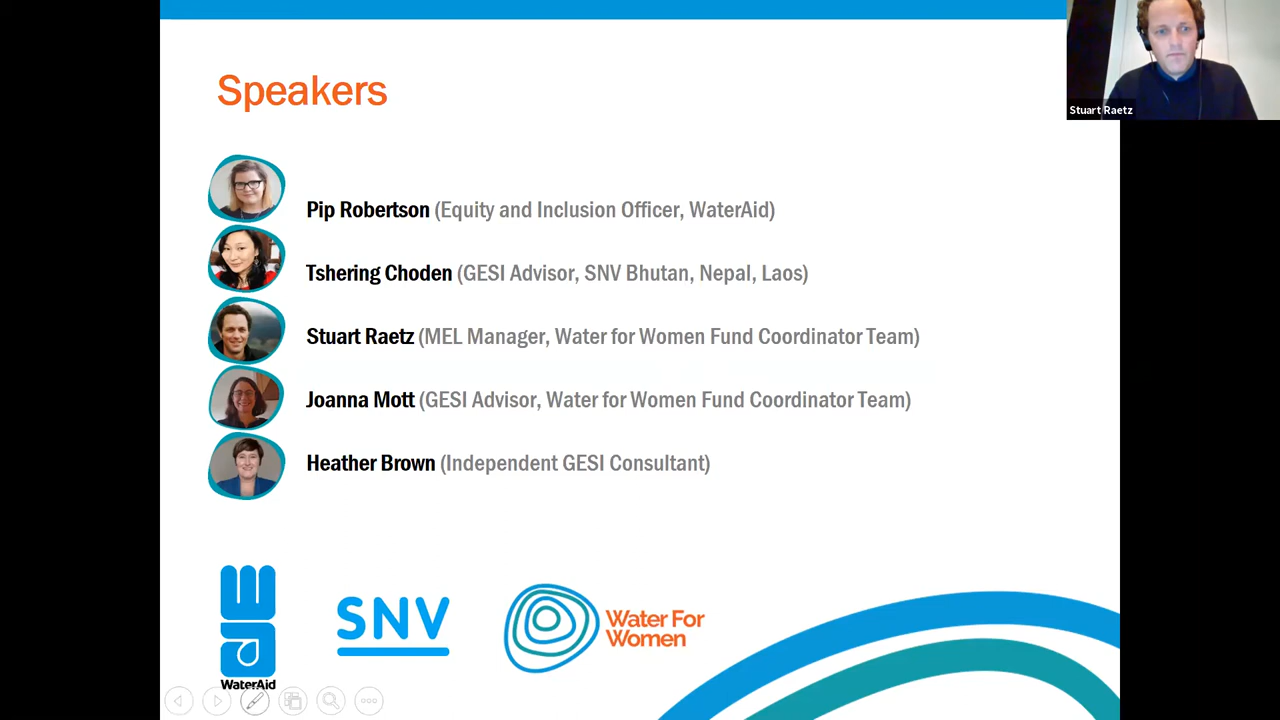 Stuart Raetz
Speakers
Pip Robertson (Equity and Inclusion Officer, WaterAid)
Tshering Choden (GESI Advisor, SNV Bhutan, Nepal, Laos)
Stuart Raetz (MEL Manager, Water for Women Fund Coordinator Team)
Joanna Mott (GESI Advisor, Water for Women Fund Coordinator Team)
Heather Brown (Independent GESI Consultant)
WaterAid
SNV
Water For
Women